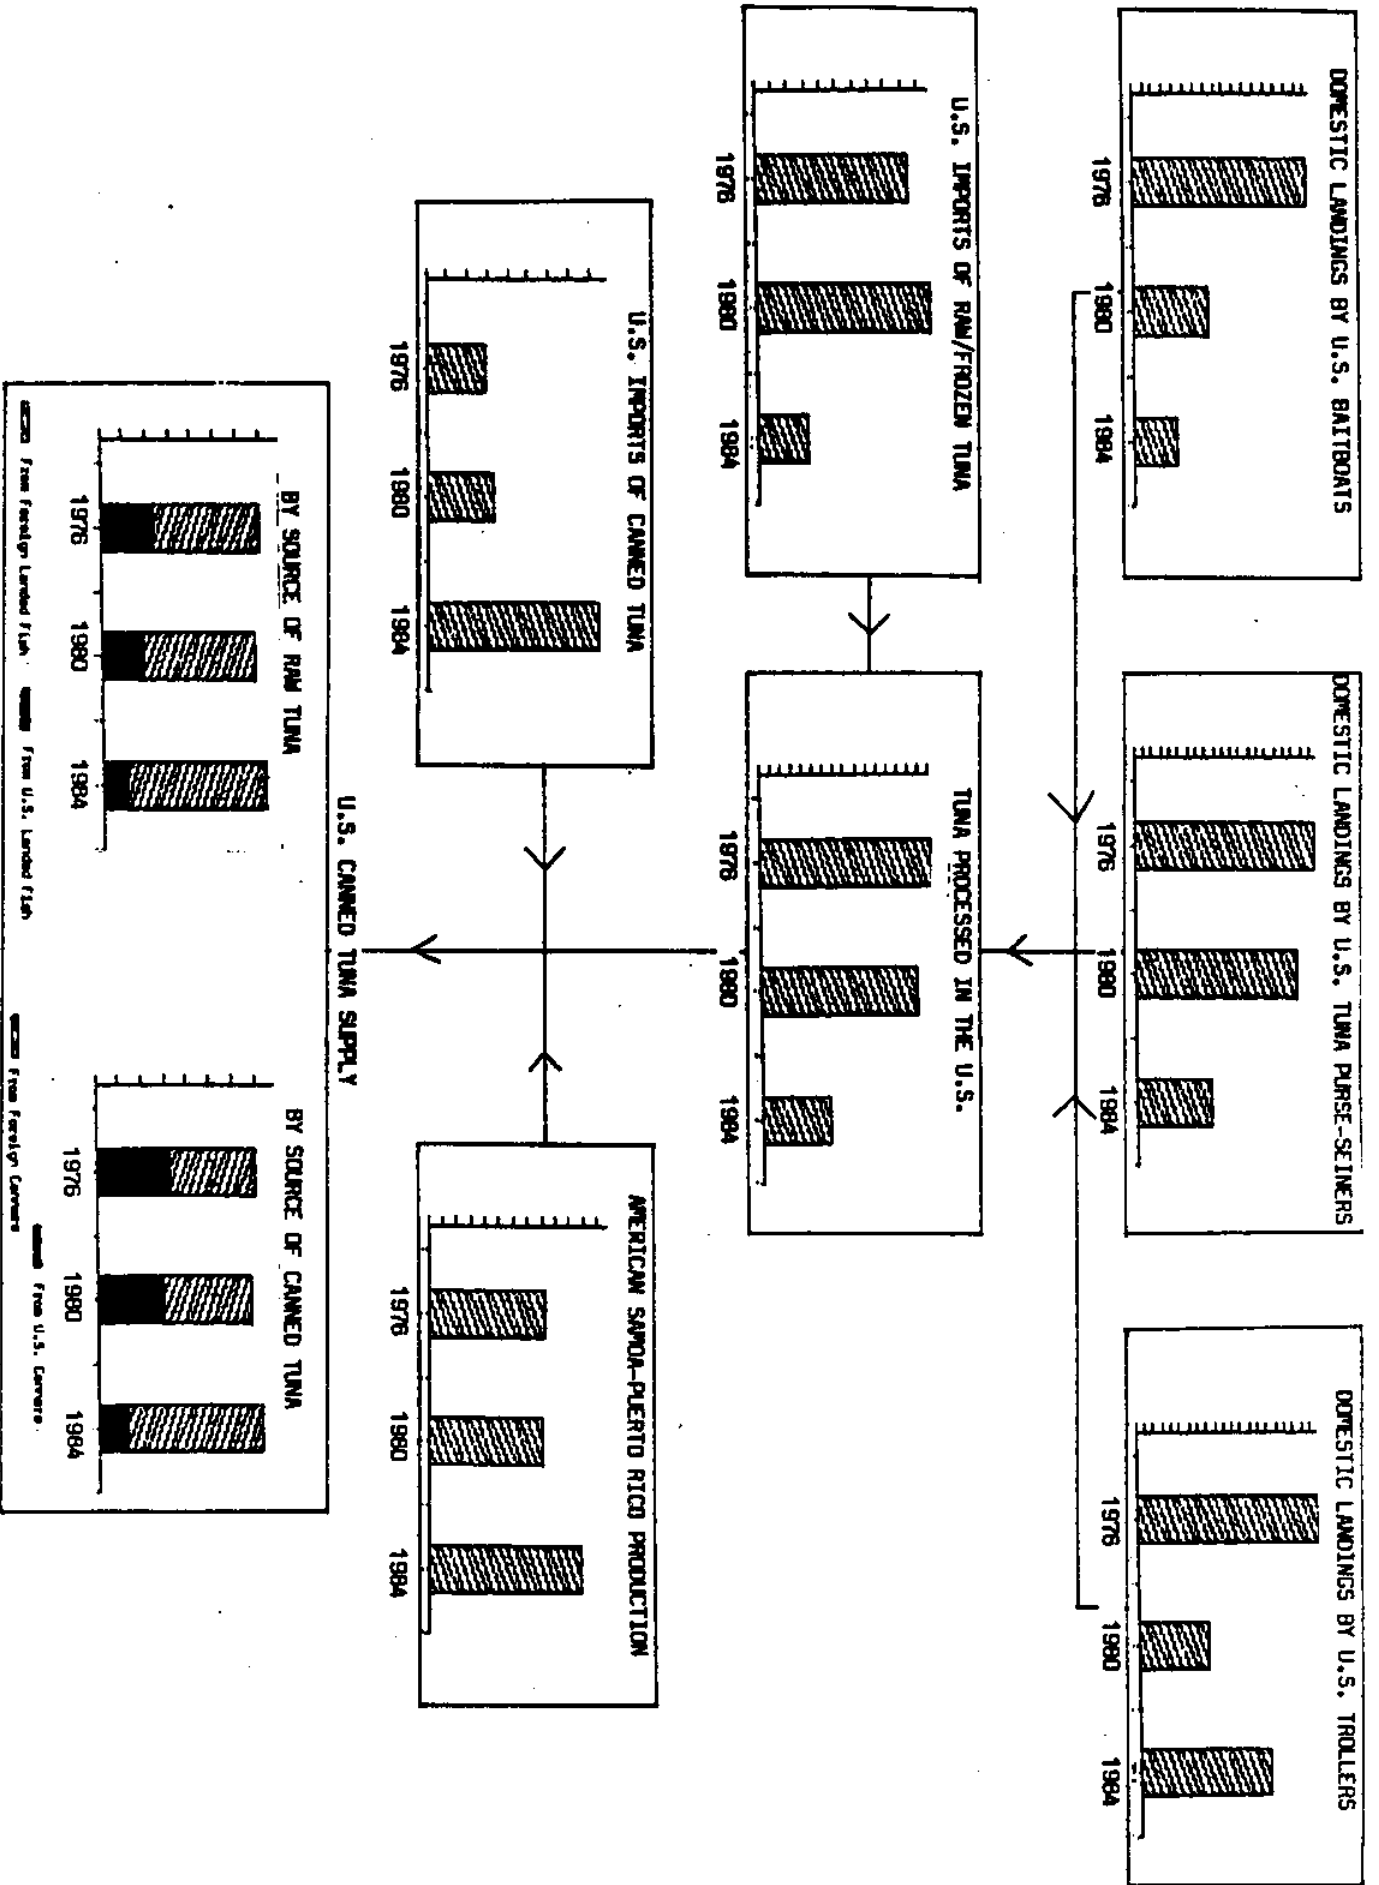 DOMESTIC LANDINGS BY U.S. BAITBOATS
1976 1980 1984
DOMESTIC LANDINGS BY U.S. TUNA PURSE-SEINERS
1976 1980 1984
DOMESTIC LANDINGS BY U.S. TROLLERS
1976 1980 1984
U.S. IMPORTS OF RAW/FROZEN TUNA
1976 1980 1984
TUNA PROCESSED IN THE U.S.
1976 1980 1984
U.S. IMPORTS OF CANNED TUNA
1976 1980 1984
AMERICAN SAMOA-PUERTO RICO PRODUCTION
1976 1980 1984
U.S. CANNED TUNA SUPPLY
BY SOURCE OF RAW TUNA
1976 1980 1984
From Foreign Landed Fish From U.S. Landed Fish
BY SOURCE OF CANNED TUNA
1976 1980 1984
From U.S. Canners
From Foreign Canners